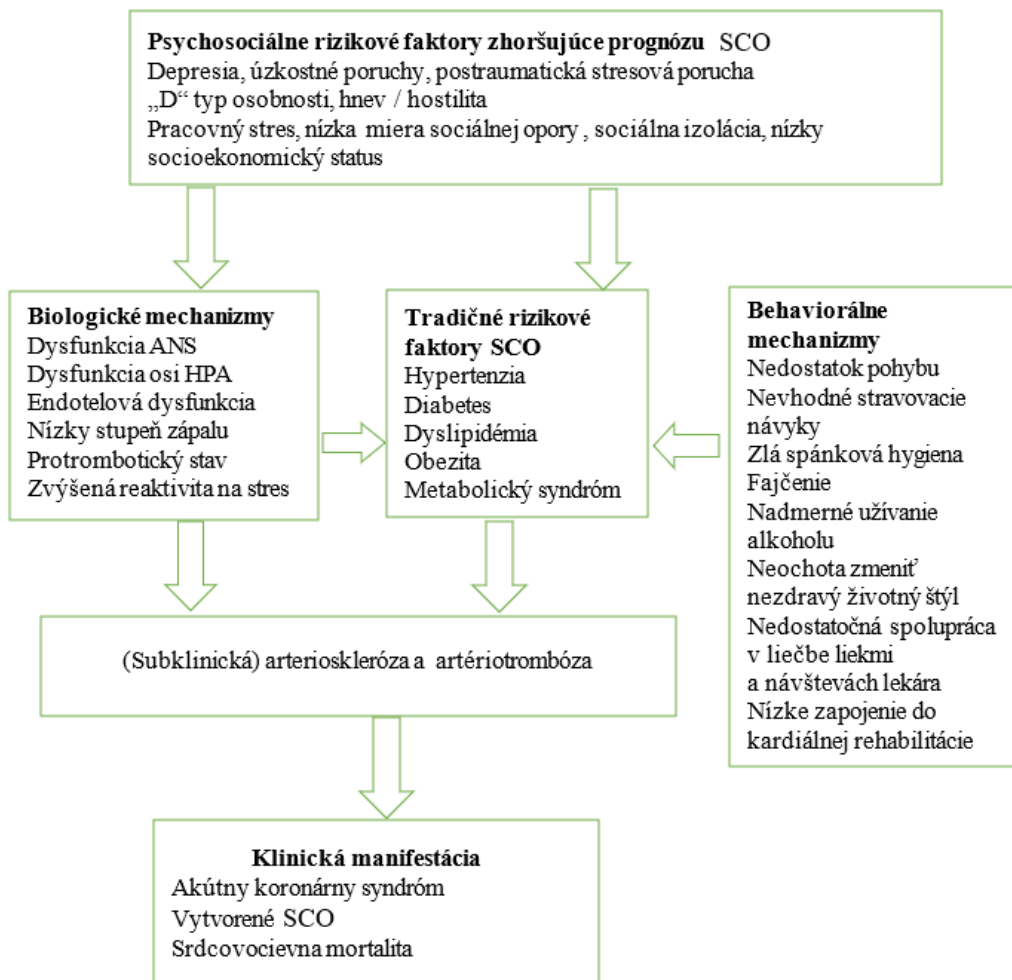 Psychosociálne rizikové faktory zhoršujúce prognózu SCO
Depresia, úzkostné poruchy, postraumatická stresová porucha
„D“ typ osobnosti, hnev / hostilita
Pracovný stres, nízka miera sociálnej opory , sociálna izolácia, nízky
socioekonomický status
Biologické mechanizmy
Dysfunkcia ANS
Dysfunkcia osi HPA
Endotelová dysfunkcia
Nízky stupeň zápalu
Protrombotický stav
Zvýšená reaktivita na stres
Tradičné rizikové
faktory SCO
Hypertenzia
Diabetes
Dyslipidémia
Obezita
Metabolický syndróm
Behaviorálne
mechanizmy
Nedostatok pohybu
Nevhodné stravovacie
návyky
Zlá spánková hygiena
Fajčenie
Nadmerné užívanie
alkoholu
Neochota zmeniť
nezdravý životný štýl
Nedostatočná spolupráca
v liečbe liekmi
a návštevách lekára
Nízke zapojenie do
kardiálnej rehabilitácie
(Subklinická) arterioskleróza a artériotrombóza
Klinická manifestácia
Akútny koronárny syndróm
Vytvorené SCO
Srdcovocievna mortalita